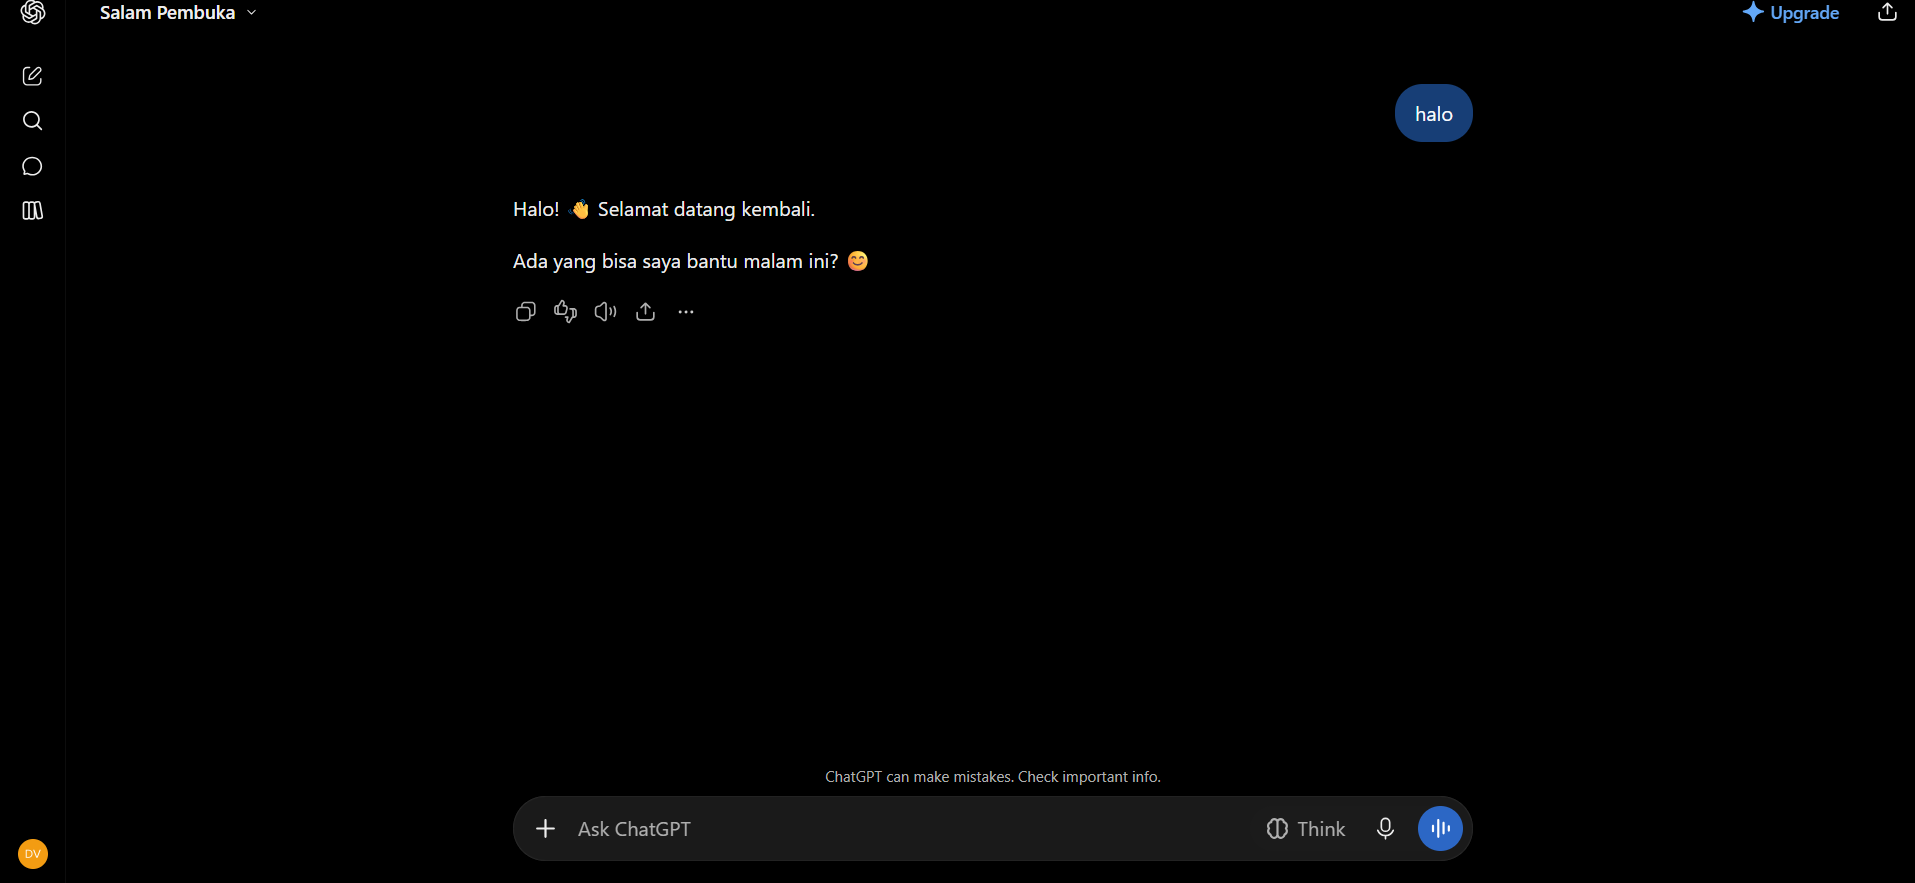 Salam Pembuka
Upgrade
halo
Halo! 👋 Selamat datang kembali.
Ada yang bisa saya bantu malam ini? 😊
ChatGPT can make mistakes. Check important info.
Ask ChatGPT
Think
DV